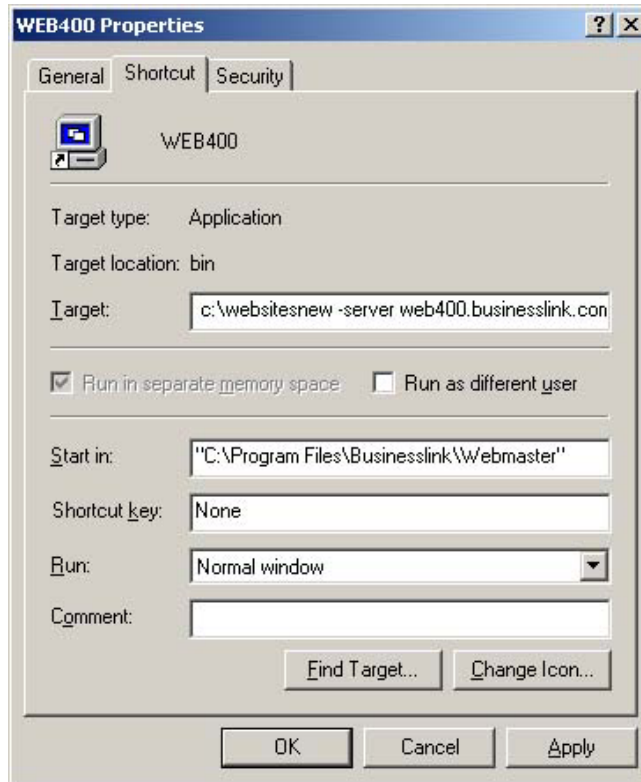 WEB400 Properties
General Shortcut Security
WEB400
Target type: Application
Target location: bin
Target: c:\websitesnew -server web400.businesslink.con
Run in separate memory space Run as different user
Start in: "C:\Program Files\Businesslink\Webmaster"
Shortcut key: None
Run: Normal window
Comment:
Find Target... Change Icon...
OK Cancel Apply